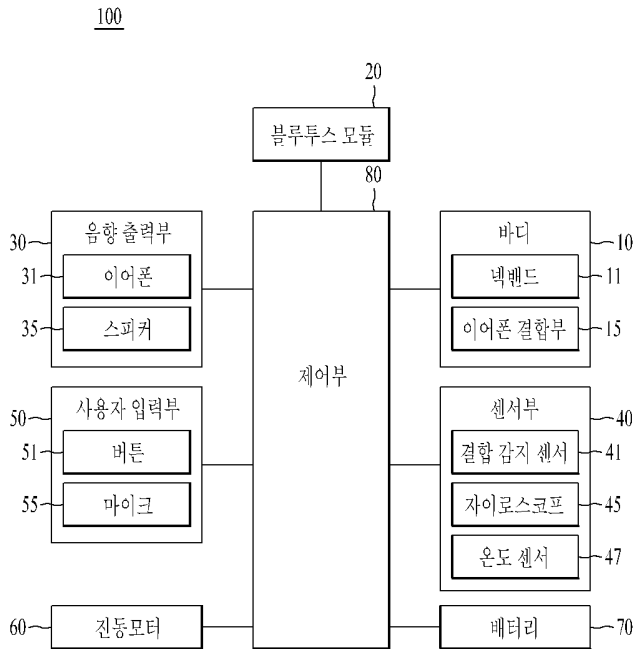 100
20
블루투스 모듈
80
30
음향 출력부
31
이어폰
35
스피커
바디
10
넥밴드
11
이어폰 결합부
15
제어부
50
사용자 입력부
51
버튼
55
마이크
센서부
40
결합 감지 센서
41
자이로스코프
45
온도 센서
47
60
진동모터
배터리
70